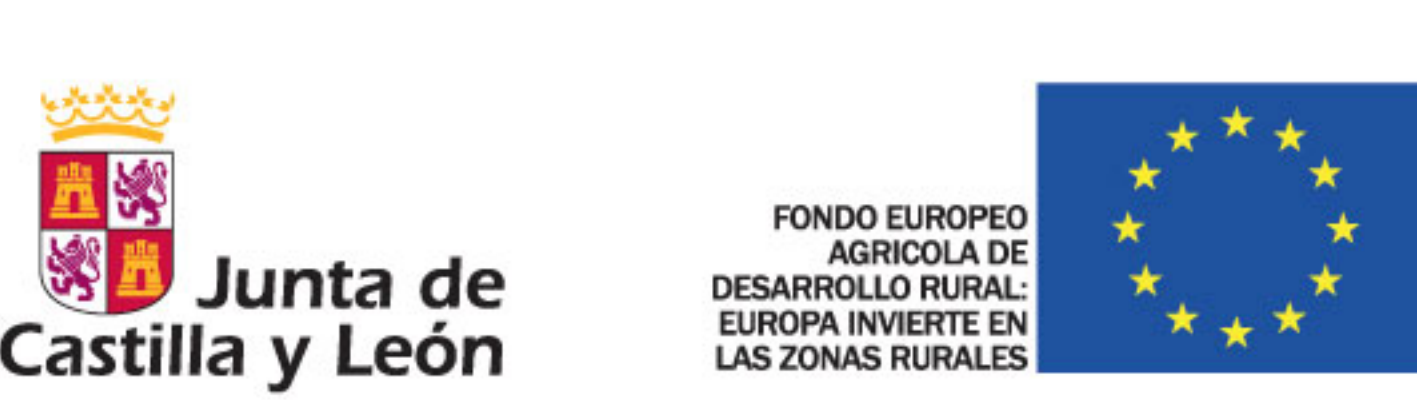 Junta de
Castilla y León
FONDO EUROPEO
AGRICOLA DE
DESARROLLO RURAL:
EUROPA INVIERTE EN
LAS ZONAS RURALES